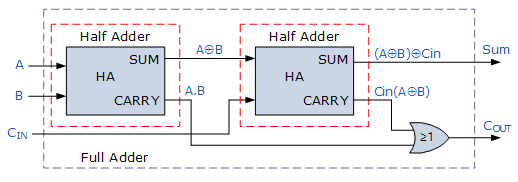 Half Adder
Half Adder
A
SUM
A⊕B
SUM
(A⊕B)⊕Cin
Sum
HA
HA
B
CARRY
A.B
CARRY
Cin(A⊕B)
CIN
≥1
COUT
Full Adder